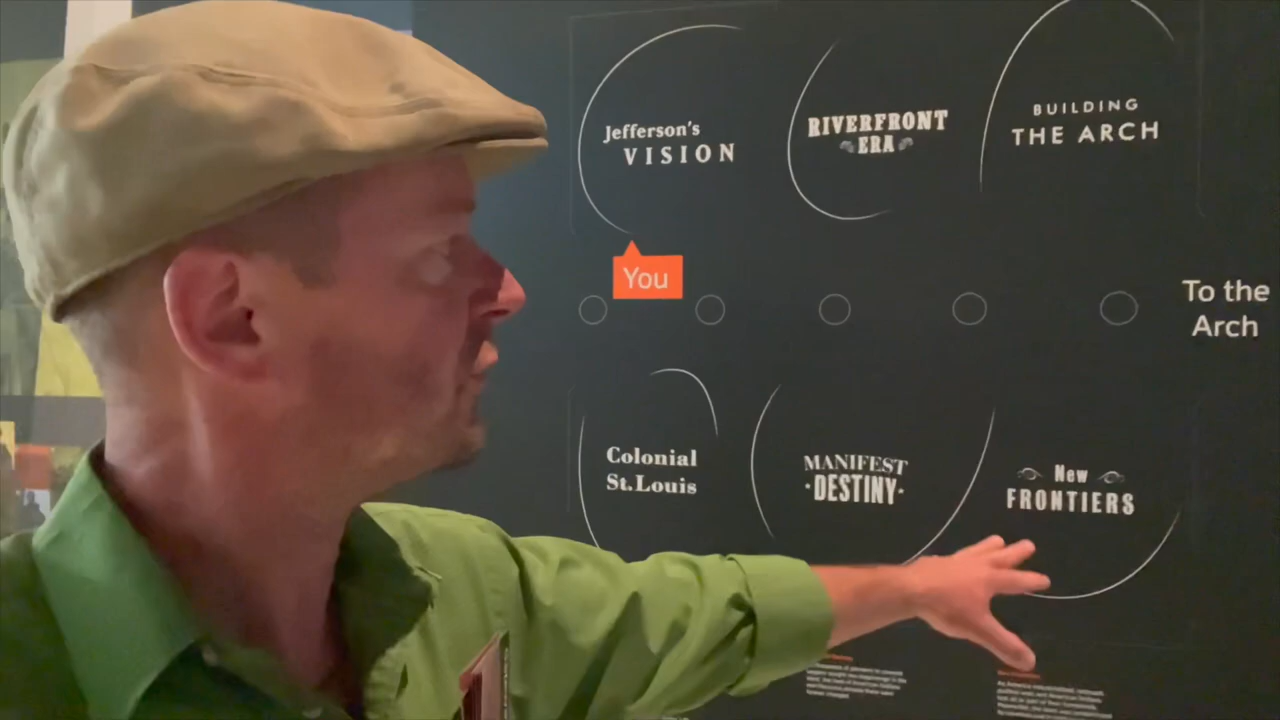 Jefferson's
VISION
RIVERFRONT
ERA
BUILDING
THE ARCH
You
To the
Arch
Colonial
St.Louis
MANIFEST
·DESTINY·
New
FRONTIERS